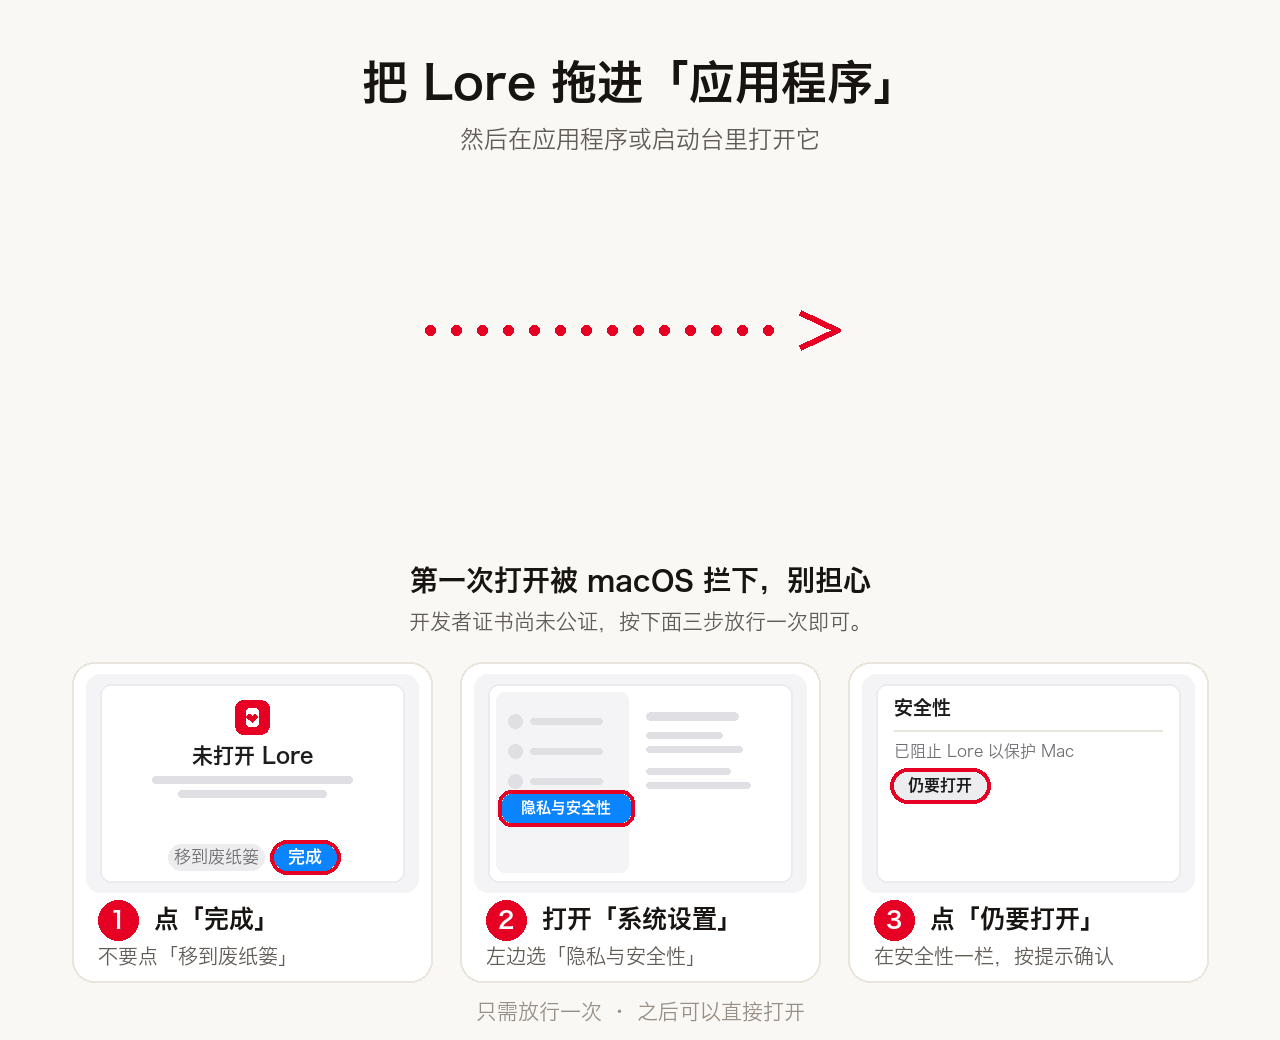 把 Lore 拖进「应用程序」
然后在应用程序或启动台里打开它
第一次打开被 macOS 拦下，别担心
开发者证书尚未公证，按下面三步放行一次即可。
未打开 Lore
移到废纸篓 完成
1 点「完成」
不要点「移到废纸篓」
隐私与安全性
2 打开「系统设置」
左边选「隐私与安全性」
安全性
已阻止 Lore 以保护 Mac
仍要打开
3 点「仍要打开」
在安全性一栏，按提示确认
只需放行一次 · 之后可以直接打开